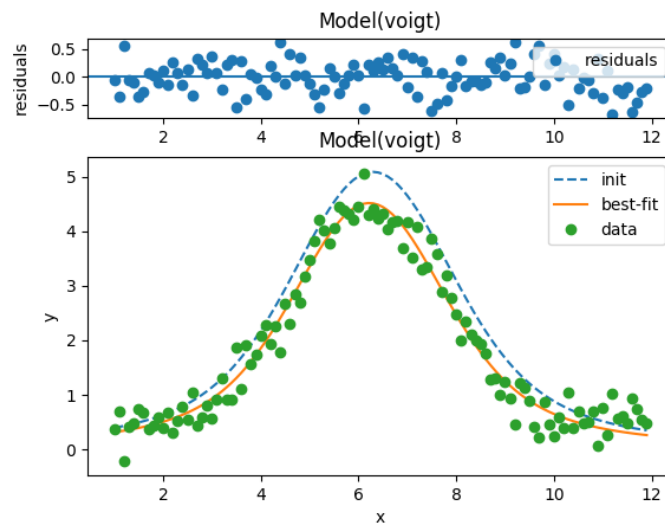 Model(voigt)
residuals
0.5
0.0
−0.5
residuals
2 4 6 8 10 12
Model(voigt)
y
5
4
3
2
1
0
init
best-fit
data
2 4 6 8 10 12
x